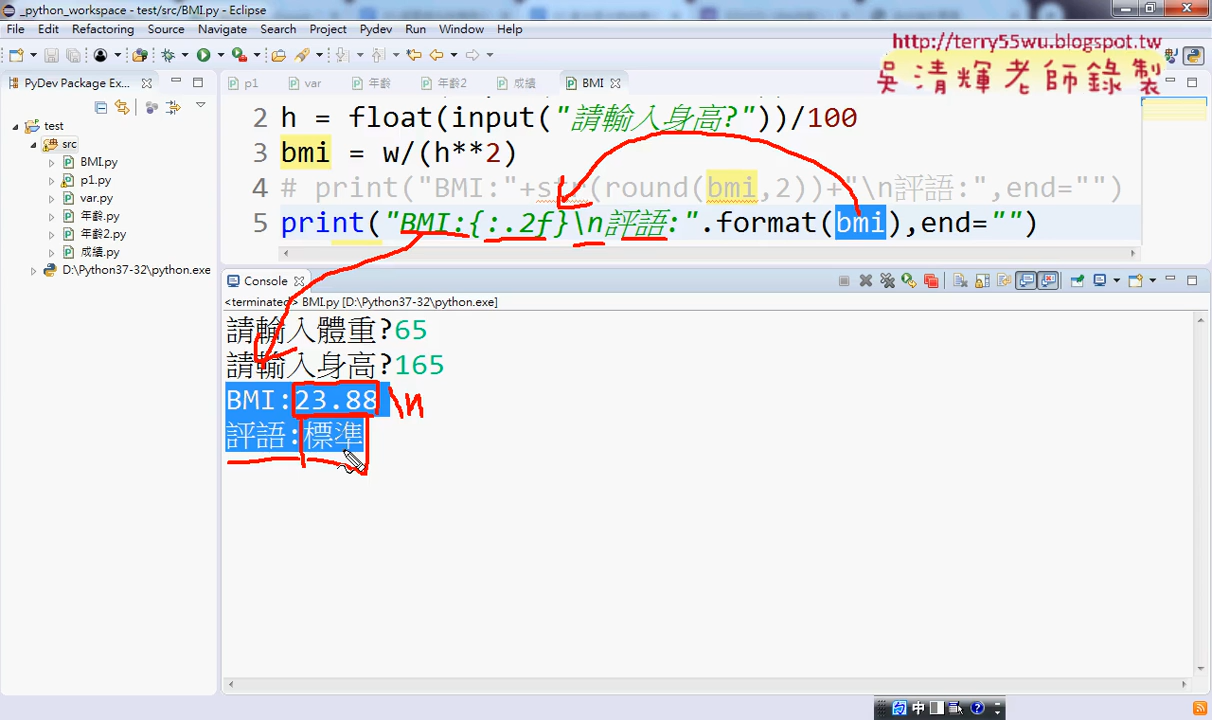 _python_workspace - test/src/BMI.py - Eclipse
File Edit Refactoring Source Navigate Search Project Pydev Run Window Help
http://terry55wu.blogspot.tw
吳清輝老師錄製
PyDev Package Ex...
p1 var 年齡 年齡2 成績 BMI
test
src
BMI.py
p1.py
var.py
年齡.py
年齡2.py
成績.py
D:\Python37-32\python.exe
2 h = float(input("請輸入身高?"))/100
3 bmi = w/(h**2)
4 # print("BMI:"+str(round(bmi,2))+"\n評語:",end="")
5 print("BMI:{:.2f}\n評語:".format(bmi),end="")
Console
<terminated> BMI.py [D:\Python37-32\python.exe]
請輸入體重?65
請輸入身高?165
BMI:23.88 \n
評語:標準
中